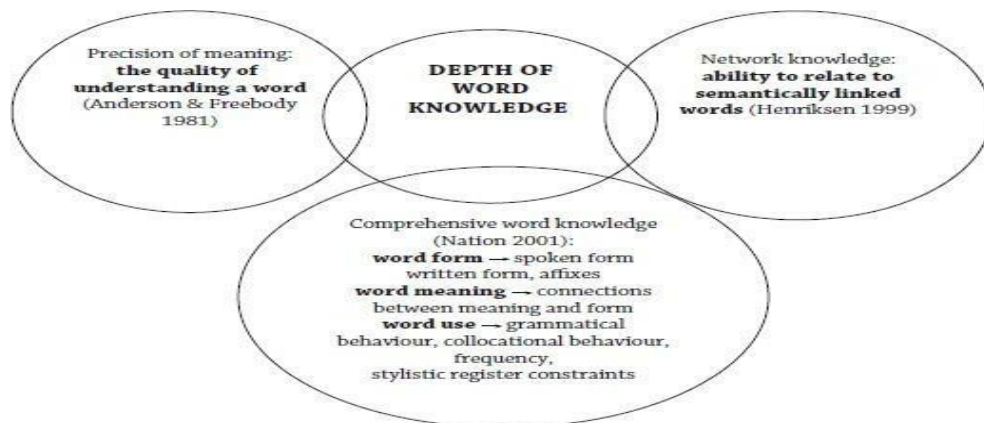 Precision of meaning:
the quality of
understanding a word
(Anderson & Freebody
1981)
DEPTH OF
WORD
KNOWLEDGE
Network knowledge:
ability to relate to
semantically linked
words (Henriksen 1999)
Comprehensive word knowledge
(Nation 2001):
word form → spoken form
written form, affixes
word meaning → connections
between meaning and form
word use → grammatical
behaviour, collocational behaviour,
frequency,
stylistic register constraints